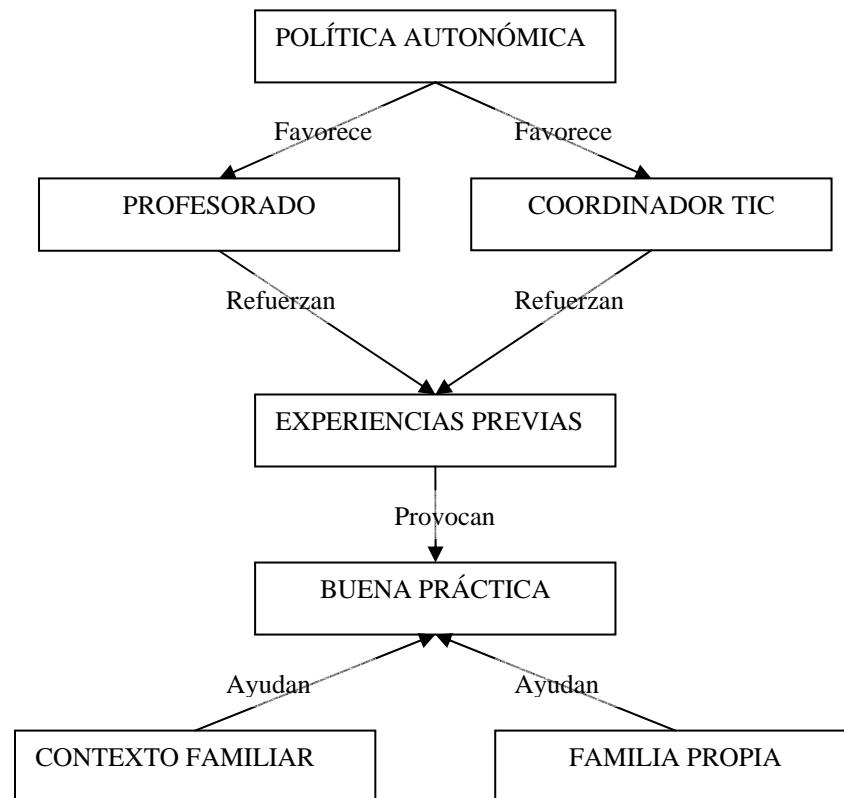 POLÍTICA AUTONÓMICA
Favorece
Favorece
PROFESORADO
COORDINADOR TIC
Refuerzan
Refuerzan
EXPERIENCIAS PREVIAS
Provocan
BUENA PRÁCTICA
Ayudan
Ayudan
CONTEXTO FAMILIAR
FAMILIA PROPIA